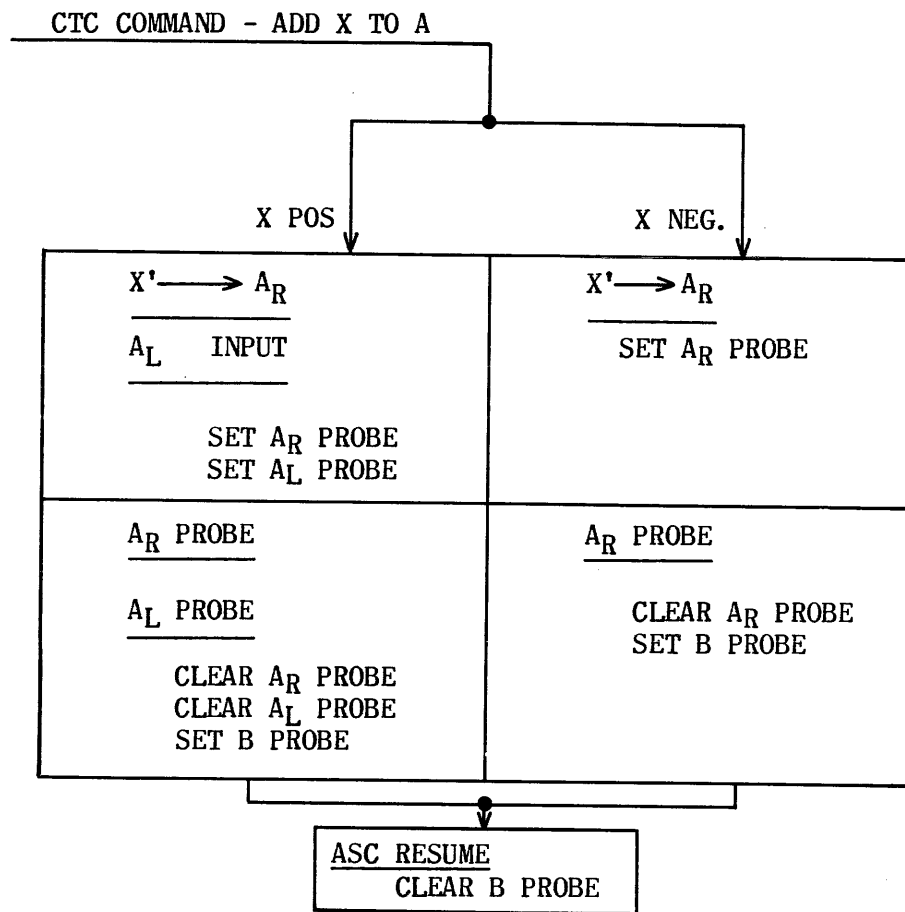 CTC COMMAND - ADD X TO A
X POS
X NEG.
X' → A_R
A_L INPUT
SET A_R PROBE
SET A_L PROBE
X' → A_R
SET A_R PROBE
A_R PROBE
A_L PROBE
CLEAR A_R PROBE
CLEAR A_L PROBE
SET B PROBE
A_R PROBE
CLEAR A_R PROBE
SET B PROBE
ASC RESUME
CLEAR B PROBE